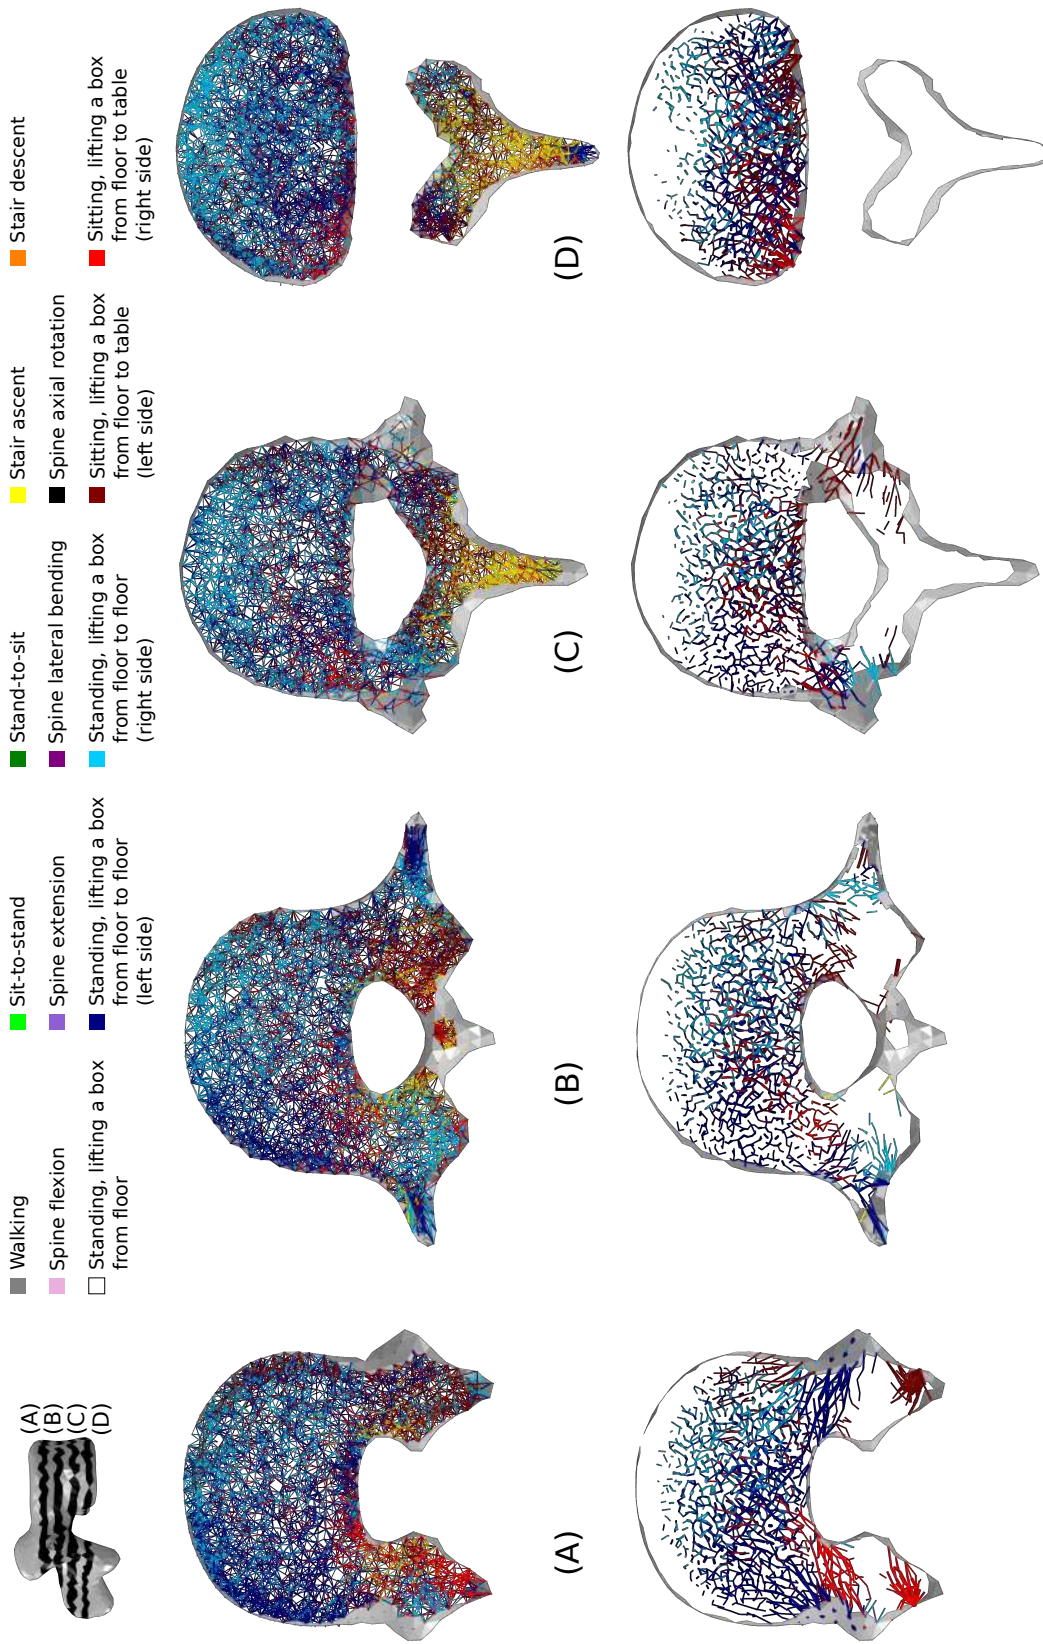 (A)
(B)
(C)
(D)
Walking
Sit-to-stand
Stand-to-sit
Stair ascent
Stair descent
Spine flexion
Spine extension
Spine lateral bending
Spine axial rotation
Standing, lifting a box
from floor
Standing, lifting a box
from floor to floor
(left side)
Standing, lifting a box
from floor to floor
(right side)
Sitting, lifting a box
from floor to table
(left side)
Sitting, lifting a box
from floor to table
(right side)
(A)
(B)
(C)
(D)